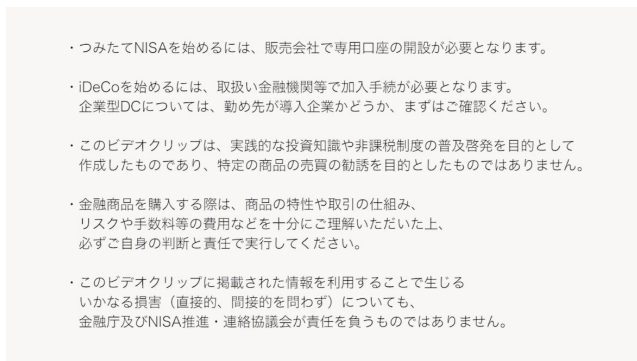 ・つみたてNISAを始めるには、販売会社で専用口座の開設が必要となります。
・iDeCoを始めるには、取扱い金融機関等で加入手続が必要となります。
企業型DCについては、勤め先が導入企業かどうか、まずはご確認ください。
・このビデオクリップは、実践的な投資知識や非課税制度の普及啓発を目的として
作成したものであり、特定の商品の売買の勧誘を目的としたものではありません。
・金融商品を購入する際は、商品の特性や取引の仕組み、
リスクや手数料等の費用などを十分にご理解いただいた上、
必ずご自身の判断と責任で実行してください。
・このビデオクリップに掲載された情報を利用することで生じる
いかなる損害（直接的、間接的を問わず）についても、
金融庁及びNISA推進・連絡協議会が責任を負うものではありません。